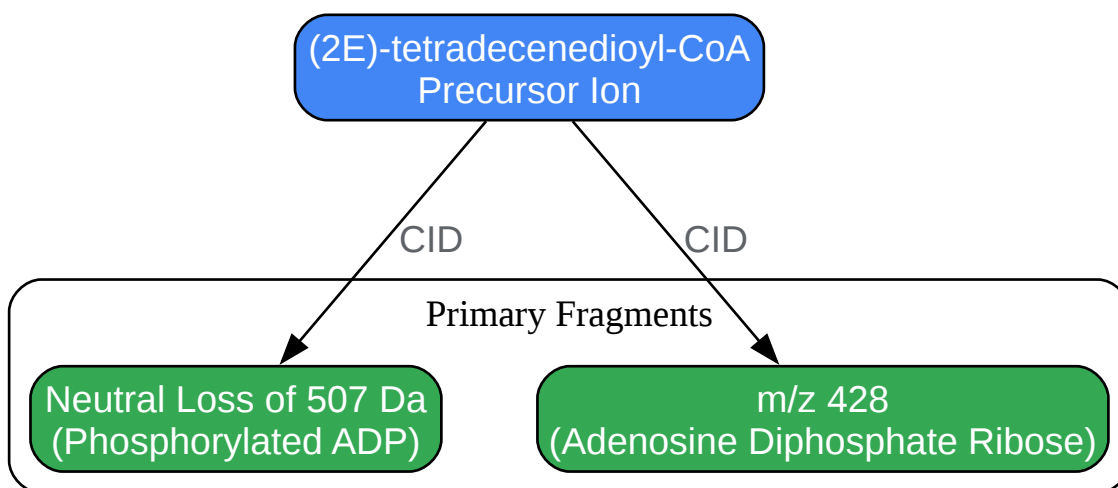 (2E)-tetradecenedioyl-CoA
Precursor Ion
CID
CID
Primary Fragments
Neutral Loss of 507 Da
(Phosphorylated ADP)
m/z 428
(Adenosine Diphosphate Ribose)